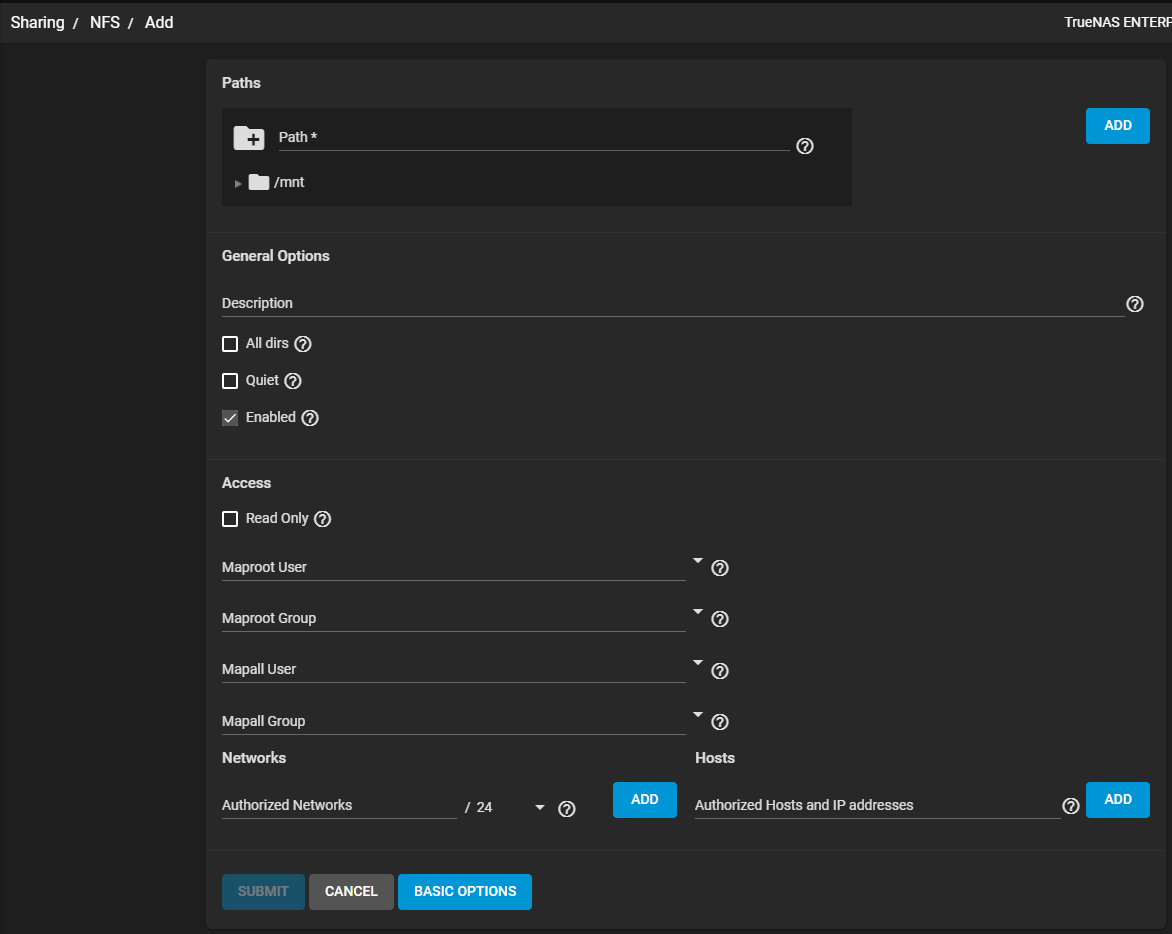 Sharing / NFS / Add
TrueNAS ENTERP
Paths
Path *
ADD
/mnt
General Options
Description
All dirs
Quiet
Enabled
Access
Read Only
Maproot User
Maproot Group
Mapall User
Mapall Group
Networks
Hosts
Authorized Networks / 24
ADD
Authorized Hosts and IP addresses
ADD
SUBMIT
CANCEL
BASIC OPTIONS